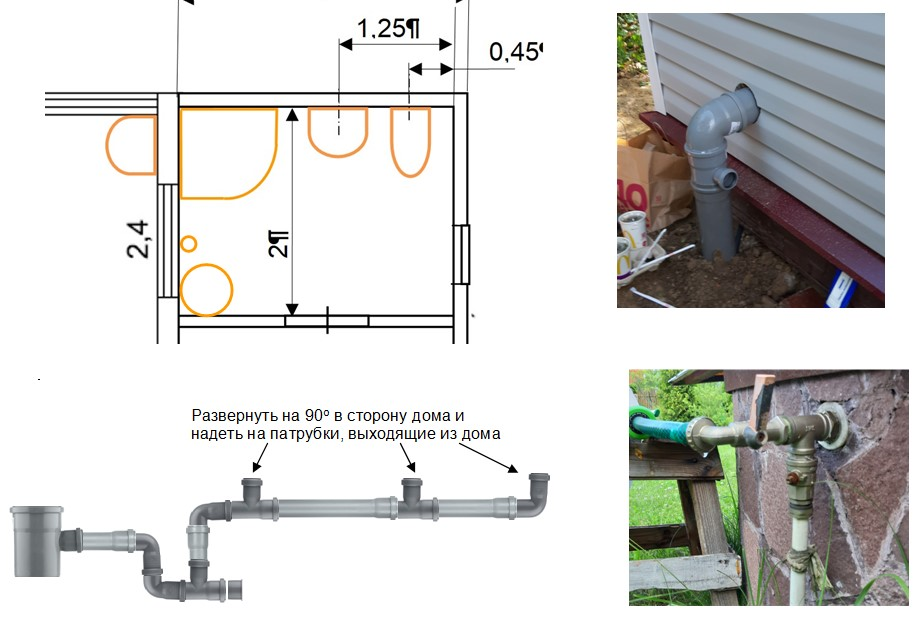 1,25¶
0,45¶
2,4
2¶
Развернуть на 90º в сторону дома и
надеть на патрубки, выходящие из дома